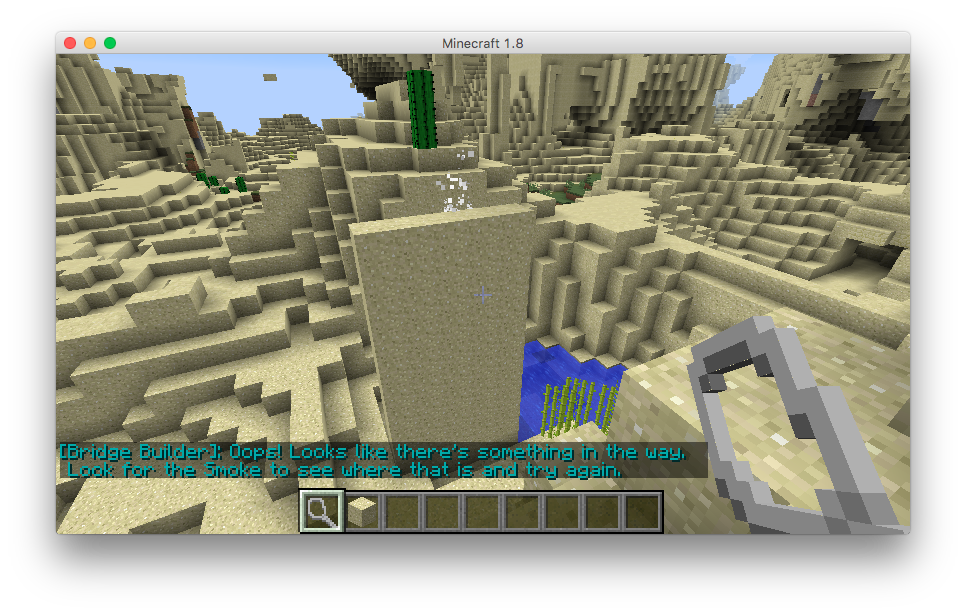 Minecraft 1.8
[Bridge Builder]: Oops! Looks like there's something in the way.
Look for the Smoke to see where that is and try again.